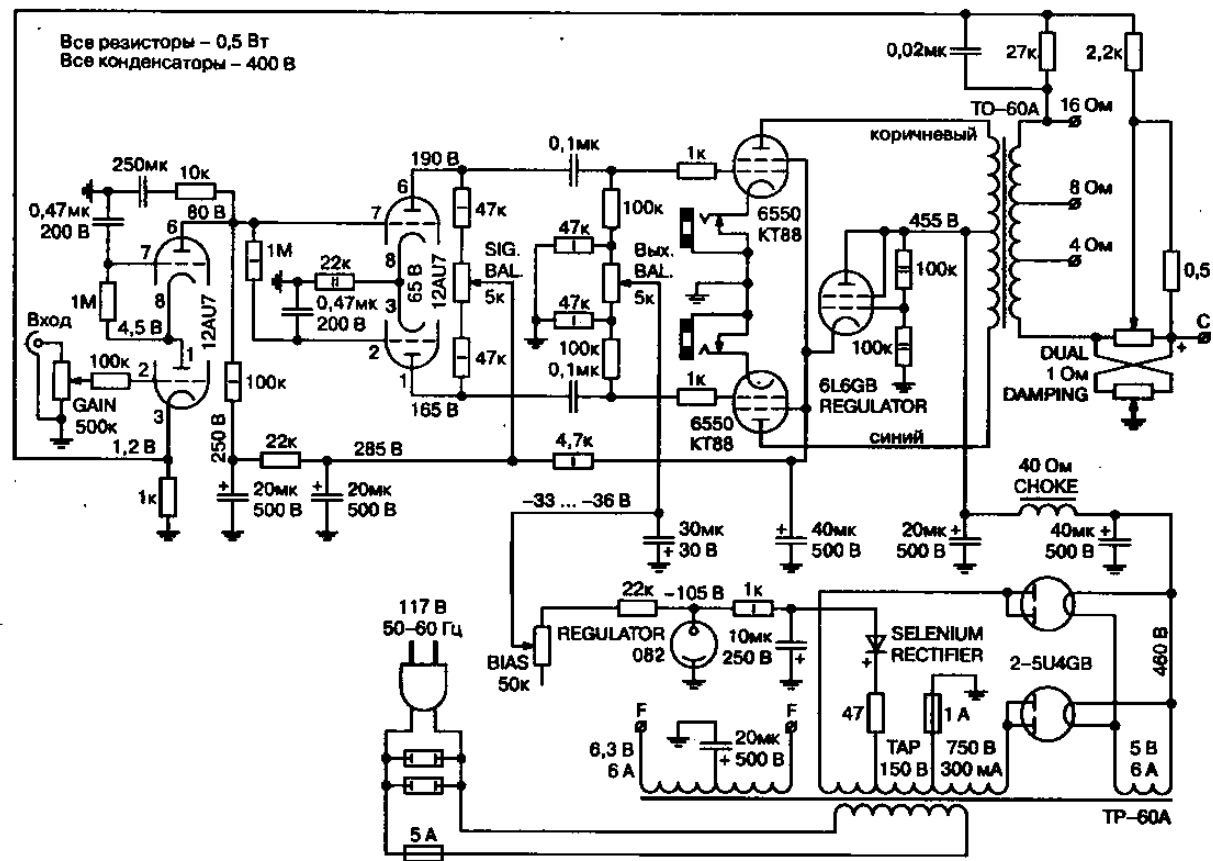 Все резисторы – 0,5 Вт
Все конденсаторы – 400 В
0,02мк
27к
2,2к
ТО–60А
16 Ом
коричневый
8 Ом
4 Ом
0,5
C
+
DUAL
1 Ом
DAMPING
250мк
10к
0,47мк
200 В
80 В
6
7
8
1М
4,5 В
1
12AU7
Вход
100к
2
3
GAIN
500к
1,2 В
1к
100к
250 В
22к
285 В
+
20мк
500 В
+
20мк
500 В
1М
22к
0,47мк
200 В
190 В
6
7
8
65 В
3
12AU7
2
1
165 В
47к
SIG.
BAL.
5к
47к
0,1мк
0,1мк
47к
100к
Вых.
BAL.
5к
47к
100к
1к
1к
6550
КТ88
6550
КТ88
455 В
100к
100к
6L6GB
REGULATOR
синий
4,7к
–33 ... –36 В
30мк
+ 30 В
+
40мк
500 В
40 Ом
CHOKE
20мк
500 В
+
40мк
500 В
+
22к
–105 В
1к
REGULATOR
082
10мк
250 В
+
SELENIUM
RECTIFIER
+
BIAS
50к
47
1 А
2–5U4GB
460 В
117 В
50–60 Гц
F
F
6,3 В
6 А
20мк
+ 500 В
TAP
150 В
750 В
300 мА
5 В
6 А
ТР–60А
5 А